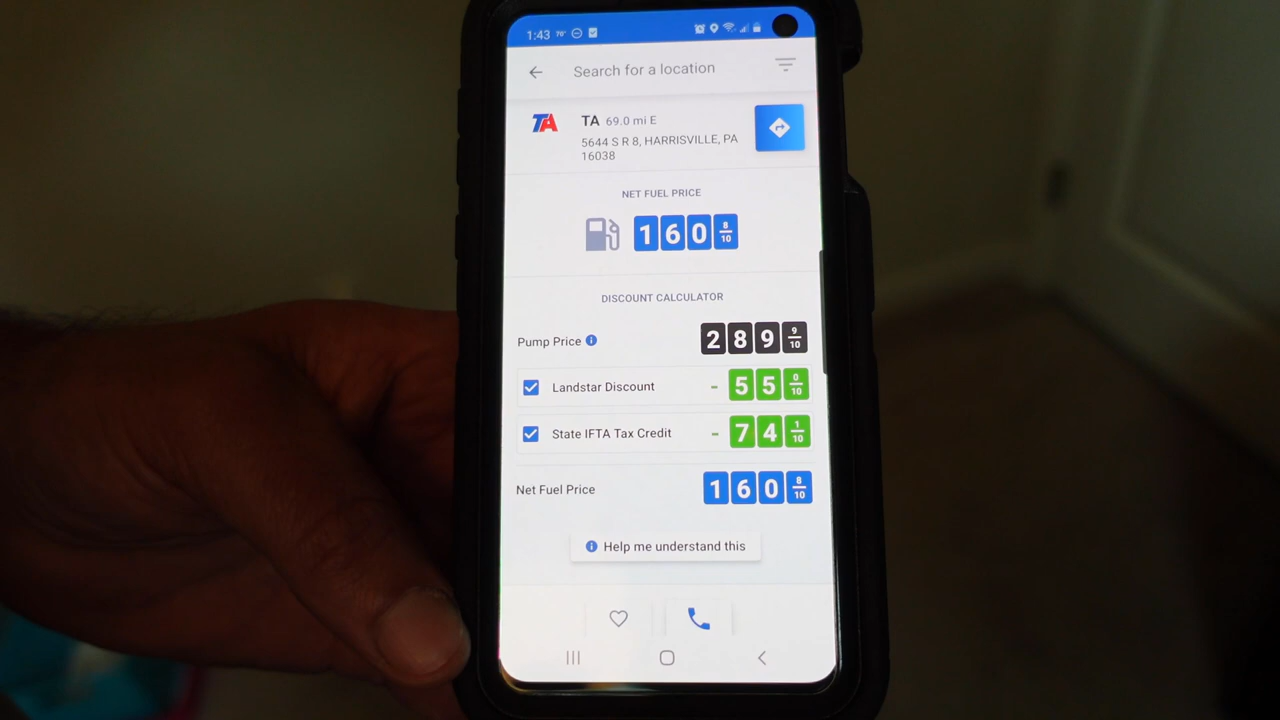 1:43 70°
Search for a location
TA
TA 69.0 mi E
5644 S R 8, HARRISVILLE, PA
16038
NET FUEL PRICE
160 8/10
DISCOUNT CALCULATOR
Pump Price 289 9/10
Landstar Discount - 55 0/10
State IFTA Tax Credit - 74 1/10
Net Fuel Price 160 8/10
Help me understand this